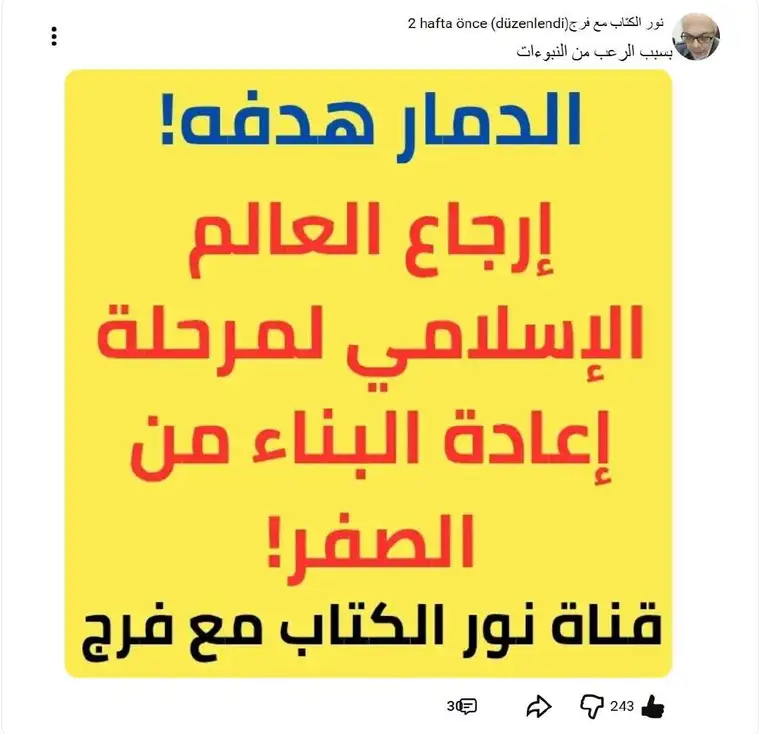 نور الكتاب مع فرج(düzenlendi) 2 hafta önce
بسبب الرعب من النبوءات
الدمار هدفه!
إرجاع العالم
الإسلامي لمرحلة
إعادة البناء من
الصفر!
قناة نور الكتاب مع فرج
243
30